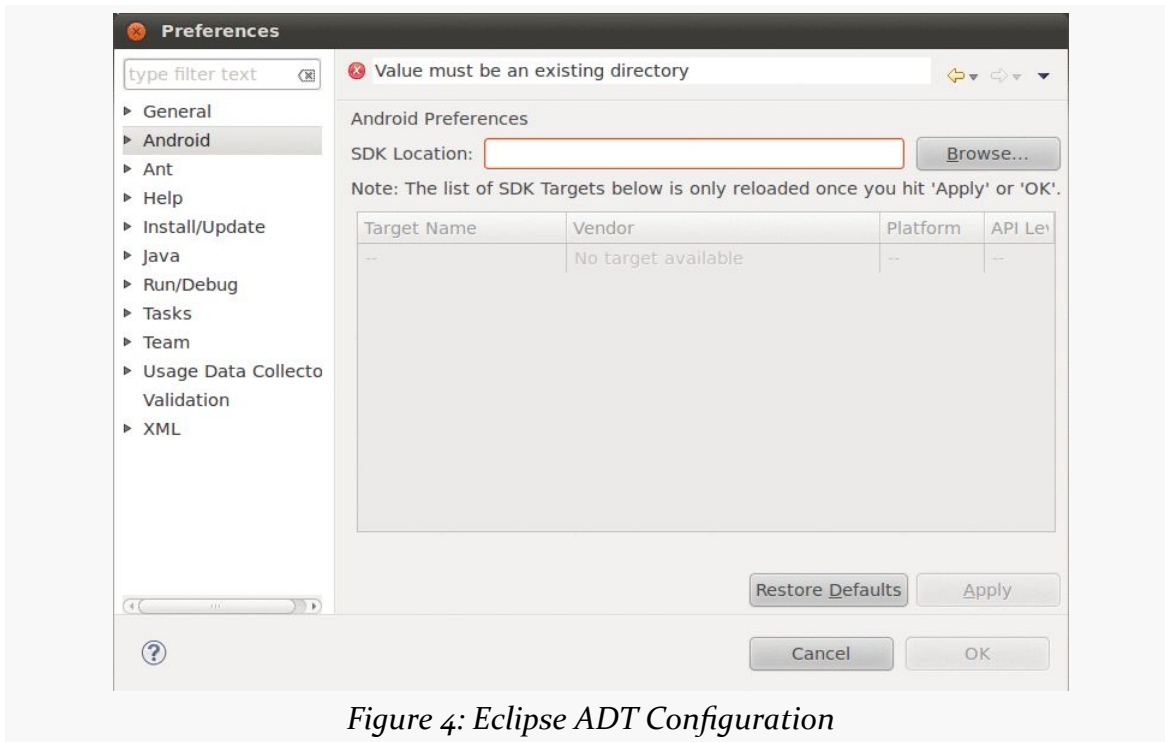 Preferences
type filter text
General
Android
Ant
Help
Install/Update
Java
Run/Debug
Tasks
Team
Usage Data Collecto
Validation
XML
Value must be an existing directory
Android Preferences
SDK Location:
Browse...
Note: The list of SDK Targets below is only reloaded once you hit 'Apply' or 'OK'.
Target Name Vendor Platform API Lev
-- No target available -- --
Restore Defaults Apply
Cancel OK
Figure 4: Eclipse ADT Configuration